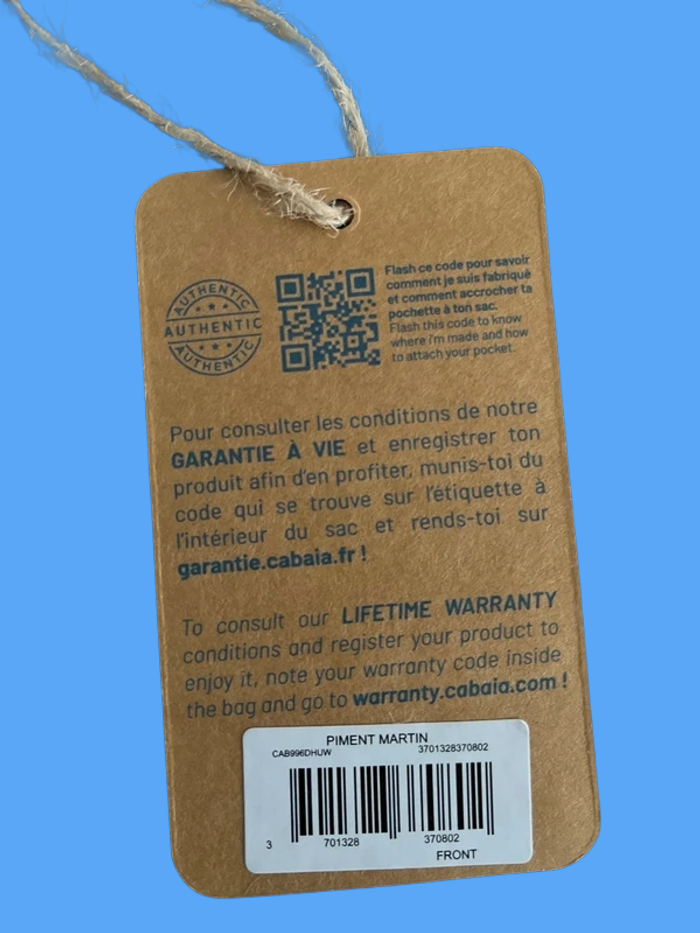 AUTHENTIC
AUTHENTIC
AUTHENTIC
Flash ce code pour savoir
comment je suis fabriqué
et comment accrocher ta
pochette à ton sac.
Flash this code to know
where i'm made and how
to attach your pocket.
Pour consulter les conditions de notre
GARANTIE À VIE et enregistrer ton
produit afin d'en profiter, munis-toi du
code qui se trouve sur l'étiquette à
l'intérieur du sac et rends-toi sur
garantie.cabaia.fr !
To consult our LIFETIME WARRANTY
conditions and register your product to
enjoy it, note your warranty code inside
the bag and go to warranty.cabaia.com !
PIMENT MARTIN
CAB996DHUW 3701328370802
3 701328 370802
FRONT